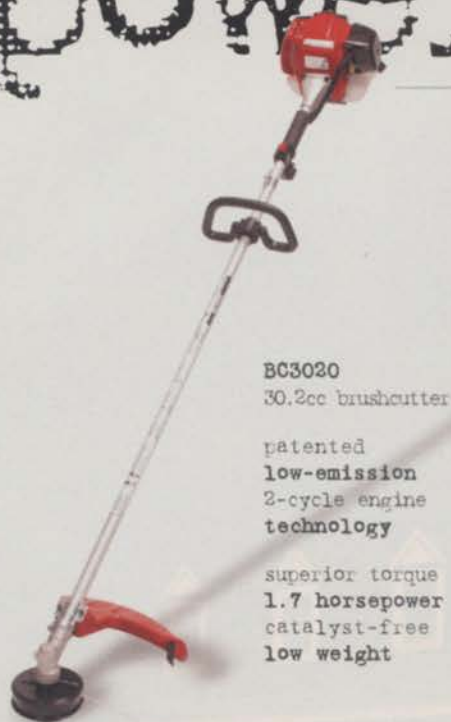 power
BC3020
30.2cc brushcutter
patented
low-emission
2-cycle engine
technology
superior torque
1.7 horsepower
catalyst-free
low weight